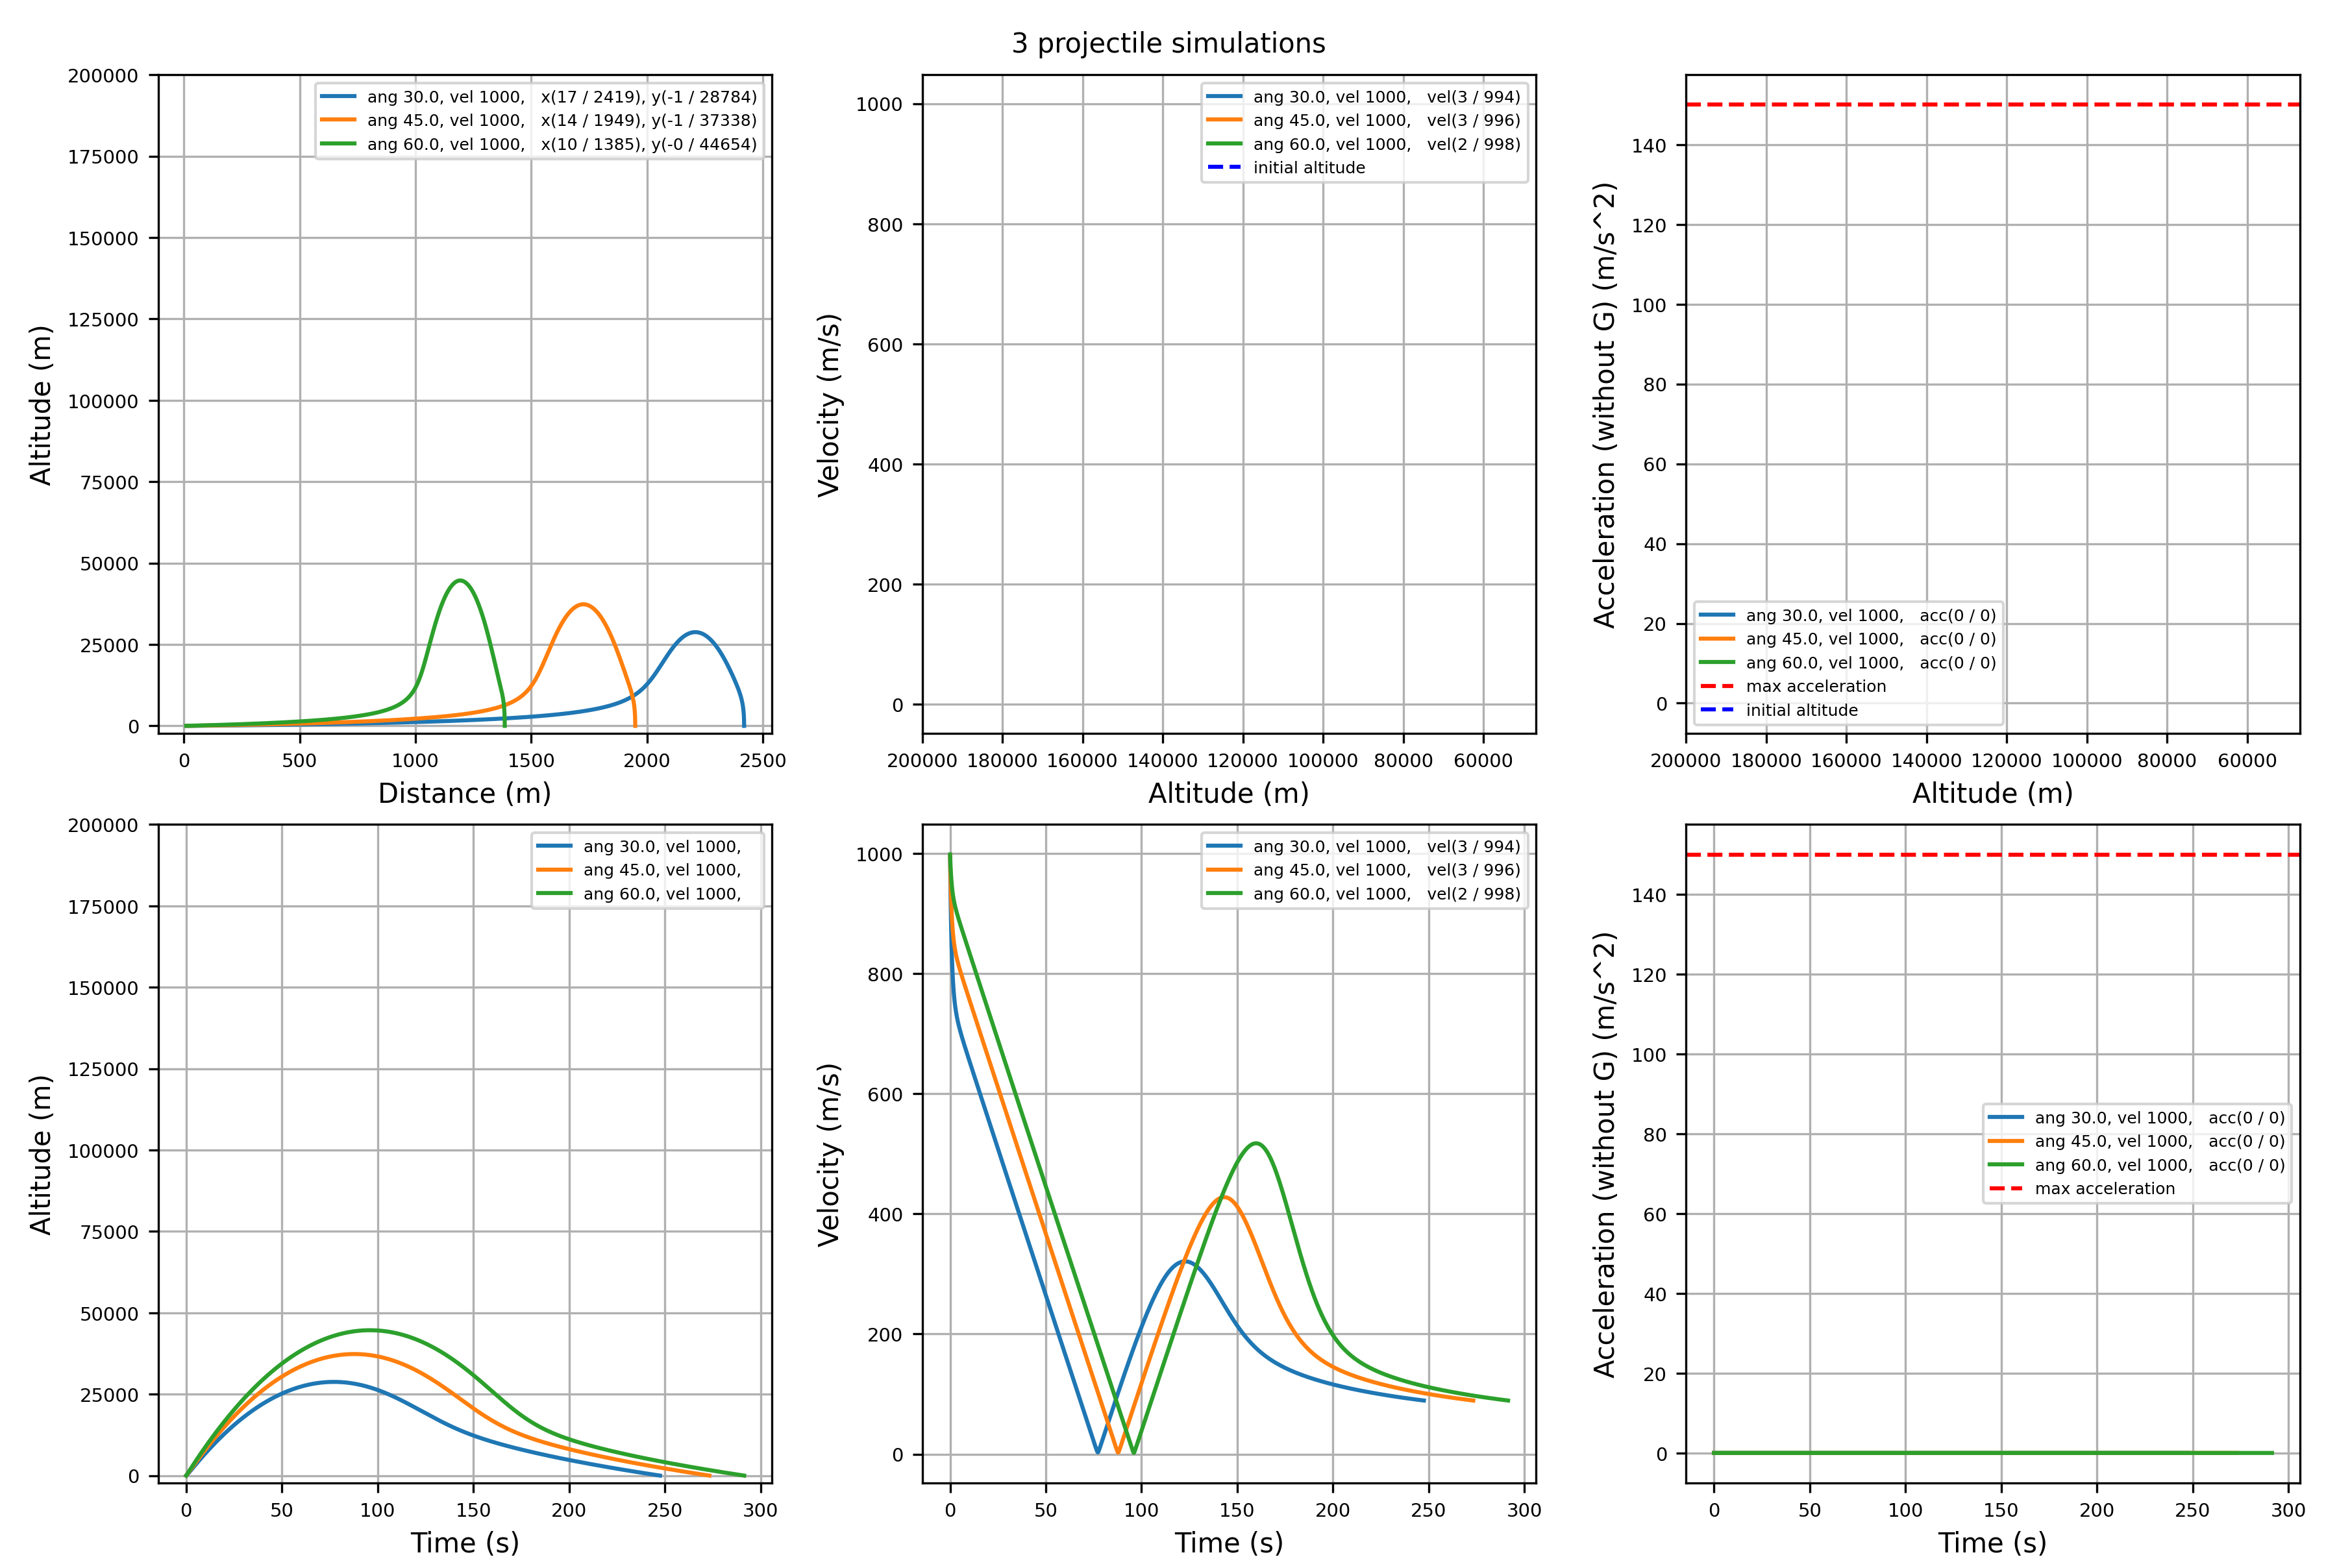 3 projectile simulations
200000
175000
150000
125000
100000
75000
50000
25000
0
Altitude (m)
ang 30.0, vel 1000,   x(17 / 2419), y(-1 / 28784)
ang 45.0, vel 1000,   x(14 / 1949), y(-1 / 37338)
ang 60.0, vel 1000,   x(10 / 1385), y(-0 / 44654)
0 500 1000 1500 2000 2500
Distance (m)
1000
800
600
400
200
0
Velocity (m/s)
ang 30.0, vel 1000,   vel(3 / 994)
ang 45.0, vel 1000,   vel(3 / 996)
ang 60.0, vel 1000,   vel(2 / 998)
initial altitude
200000 180000 160000 140000 120000 100000 80000 60000
Altitude (m)
140
120
100
80
60
40
20
0
Acceleration (without G) (m/s^2)
ang 30.0, vel 1000,   acc(0 / 0)
ang 45.0, vel 1000,   acc(0 / 0)
ang 60.0, vel 1000,   acc(0 / 0)
max acceleration
initial altitude
200000 180000 160000 140000 120000 100000 80000 60000
Altitude (m)
200000
175000
150000
125000
100000
75000
50000
25000
0
Altitude (m)
ang 30.0, vel 1000,
ang 45.0, vel 1000,
ang 60.0, vel 1000,
0 50 100 150 200 250 300
Time (s)
1000
800
600
400
200
0
Velocity (m/s)
ang 30.0, vel 1000,   vel(3 / 994)
ang 45.0, vel 1000,   vel(3 / 996)
ang 60.0, vel 1000,   vel(2 / 998)
0 50 100 150 200 250 300
Time (s)
140
120
100
80
60
40
20
0
Acceleration (without G) (m/s^2)
ang 30.0, vel 1000,   acc(0 / 0)
ang 45.0, vel 1000,   acc(0 / 0)
ang 60.0, vel 1000,   acc(0 / 0)
max acceleration
0 50 100 150 200 250 300
Time (s)